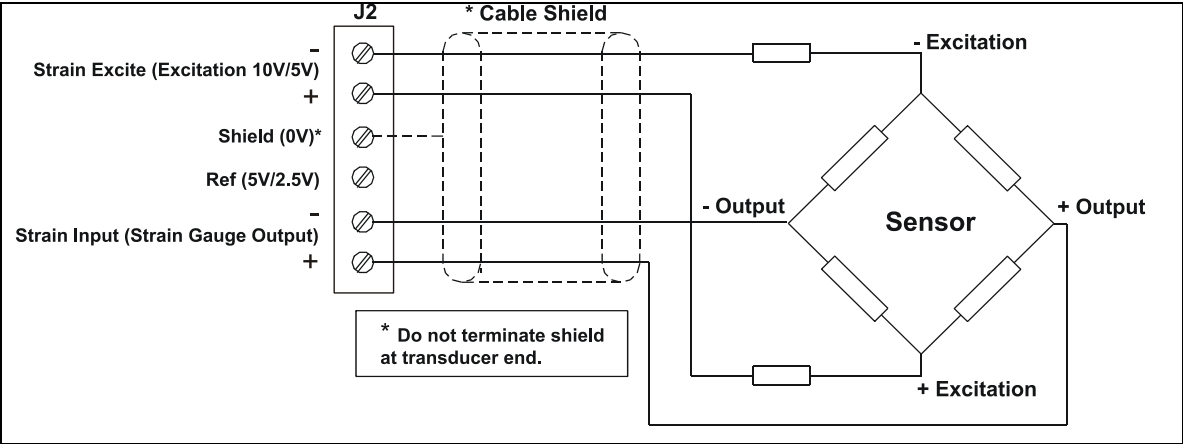 J2
* Cable Shield
- Excitation
-
Strain Excite (Excitation 10V/5V)
+
Shield (0V)*
Ref (5V/2.5V)
-
Strain Input (Strain Gauge Output)
+
- Output
Sensor
+ Output
* Do not terminate shield
at transducer end.
+ Excitation